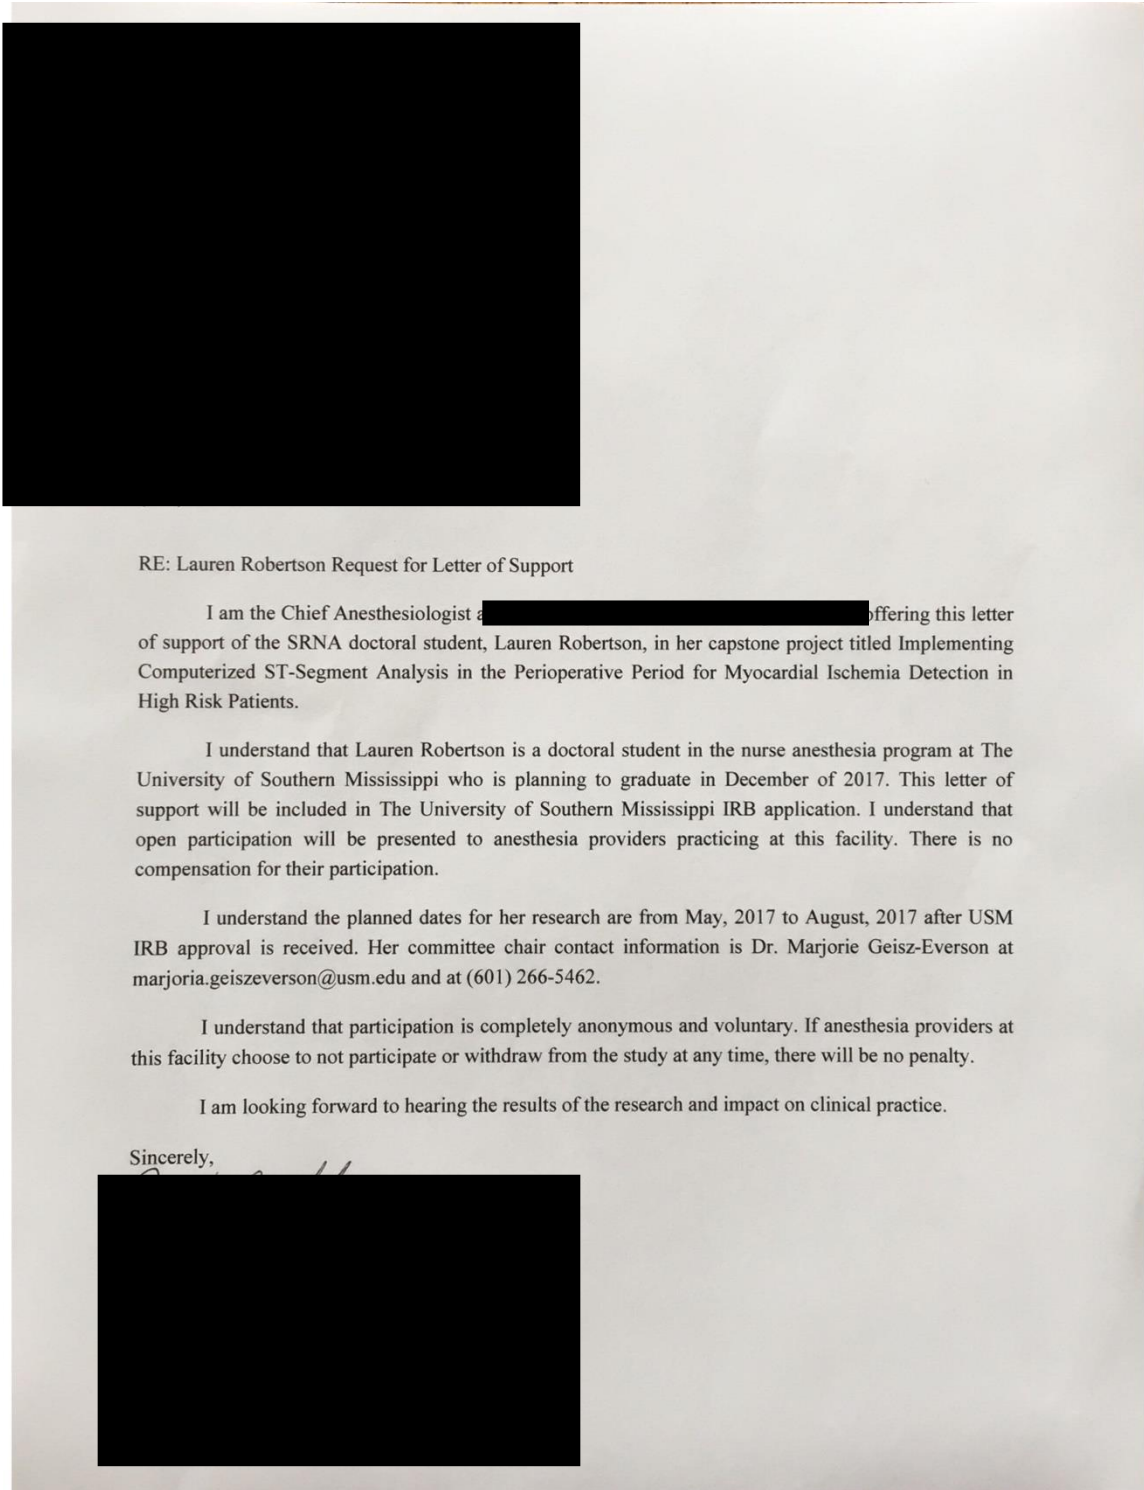 RE: Lauren Robertson Request for Letter of Support
I am the Chief Anesthesiologist offering this letter
of support of the SRNA doctoral student, Lauren Robertson, in her capstone project titled Implementing
Computerized ST-Segment Analysis in the Perioperative Period for Myocardial Ischemia Detection in
High Risk Patients.
I understand that Lauren Robertson is a doctoral student in the nurse anesthesia program at The
University of Southern Mississippi who is planning to graduate in December of 2017. This letter of
support will be included in The University of Southern Mississippi IRB application. I understand that
open participation will be presented to anesthesia providers practicing at this facility. There is no
compensation for their participation.
I understand the planned dates for her research are from May, 2017 to August, 2017 after USM
IRB approval is received. Her committee chair contact information is Dr. Marjorie Geisz-Everson at
marjoria.geiszeverson@usm.edu and at (601) 266-5462.
I understand that participation is completely anonymous and voluntary. If anesthesia providers at
this facility choose to not participate or withdraw from the study at any time, there will be no penalty.
I am looking forward to hearing the results of the research and impact on clinical practice.
Sincerely,